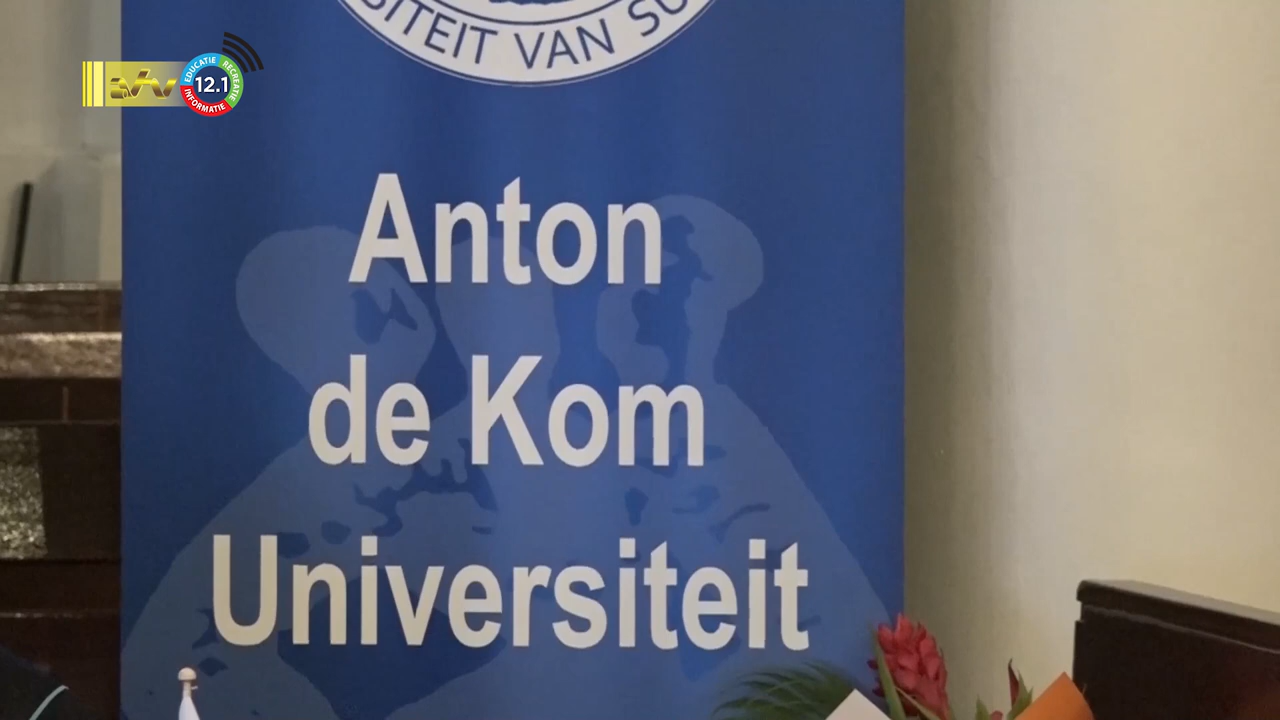 SITEIT VAN SU
EDUCATIE
RECREATIE
INFORMATIE
12.1
Anton
de Kom
Universiteit